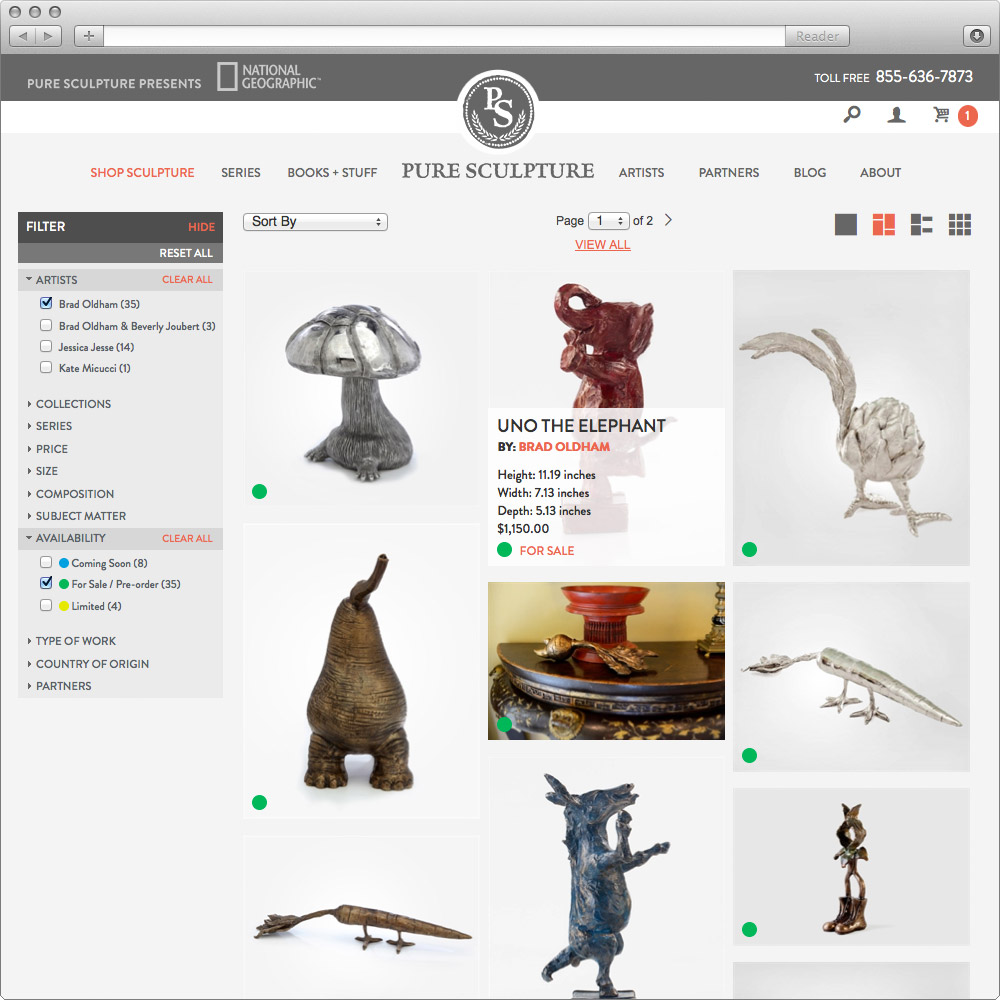 Reader
PURE SCULPTURE PRESENTS
NATIONAL
GEOGRAPHIC™
TOLL FREE 855-636-7873
PS
1
SHOP SCULPTURE
SERIES
BOOKS + STUFF
PURE SCULPTURE
ARTISTS
PARTNERS
BLOG
ABOUT
FILTER
HIDE
RESET ALL
ARTISTS
CLEAR ALL
Brad Oldham (35)
Brad Oldham & Beverly Joubert (3)
Jessica Jesse (14)
Kate Micucci (1)
COLLECTIONS
SERIES
PRICE
SIZE
COMPOSITION
SUBJECT MATTER
AVAILABILITY
CLEAR ALL
Coming Soon (8)
For Sale / Pre-order (35)
Limited (4)
TYPE OF WORK
COUNTRY OF ORIGIN
PARTNERS
Sort By
Page 1 of 2
VIEW ALL
UNO THE ELEPHANT
BY: BRAD OLDHAM
Height: 11.19 inches
Width: 7.13 inches
Depth: 5.13 inches
$1,150.00
FOR SALE